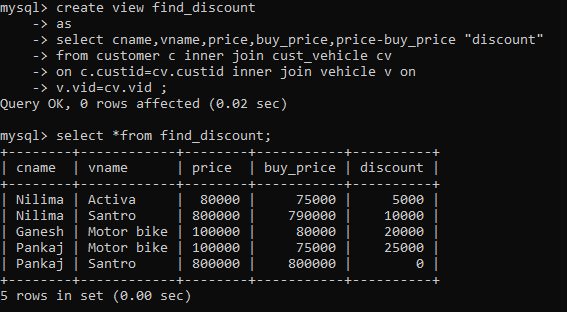 mysql> create view find_discount
    -> as
    -> select cname,vname,price,buy_price,price-buy_price "discount"
    -> from customer c inner join cust_vehicle cv
    -> on c.custid=cv.custid inner join vehicle v on
    -> v.vid=cv.vid ;
Query OK, 0 rows affected (0.02 sec)

mysql> select *from find_discount;
+--------+------------+--------+-----------+----------+
| cname  | vname      | price  | buy_price | discount |
+--------+------------+--------+-----------+----------+
| Nilima | Activa     |  80000 |     75000 |     5000 |
| Nilima | Santro     | 800000 |    790000 |    10000 |
| Ganesh | Motor bike | 100000 |     80000 |    20000 |
| Pankaj | Motor bike | 100000 |     75000 |    25000 |
| Pankaj | Santro     | 800000 |    800000 |        0 |
+--------+------------+--------+-----------+----------+
5 rows in set (0.00 sec)